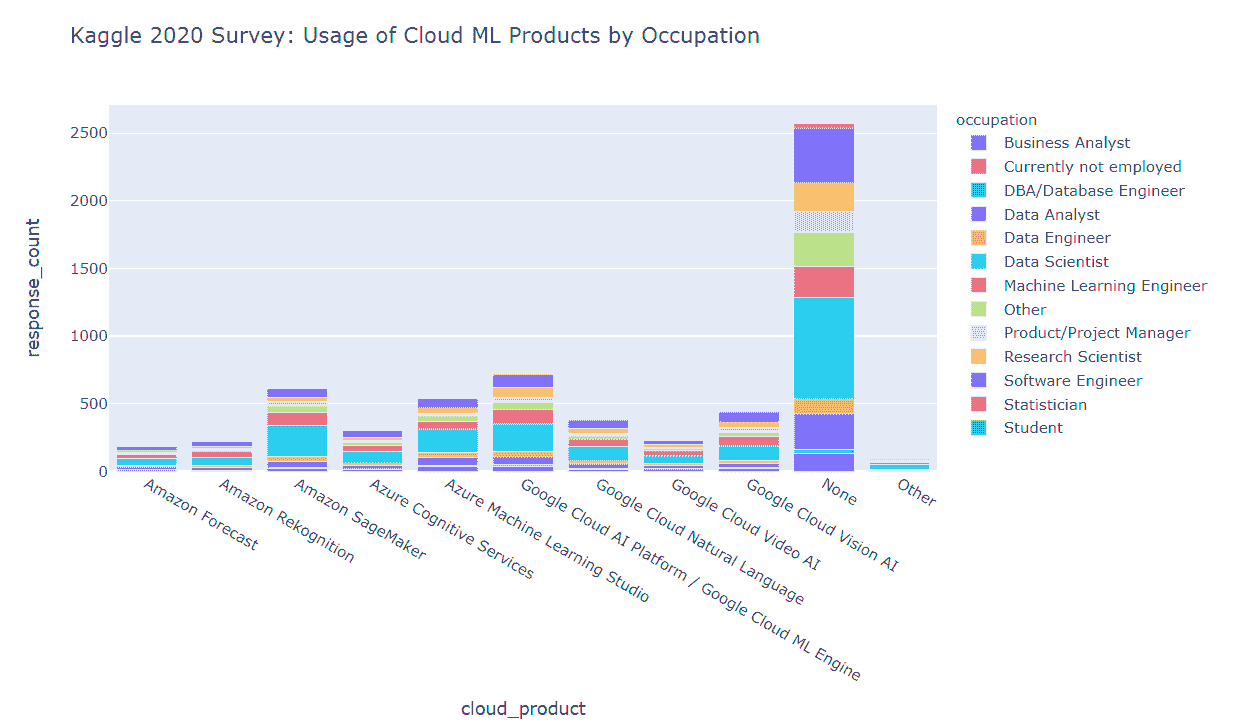 Kaggle 2020 Survey: Usage of Cloud ML Products by Occupation
response_count
2500
2000
1500
1000
500
0
Amazon Forecast
Amazon Rekognition
Amazon SageMaker
Azure Cognitive Services
Azure Machine Learning Studio
Google Cloud AI Platform / Google Cloud ML Engine
Google Cloud Natural Language
Google Cloud Video AI
Google Cloud Vision AI
None
Other
cloud_product
occupation
Business Analyst
Currently not employed
DBA/Database Engineer
Data Analyst
Data Engineer
Data Scientist
Machine Learning Engineer
Other
Product/Project Manager
Research Scientist
Software Engineer
Statistician
Student